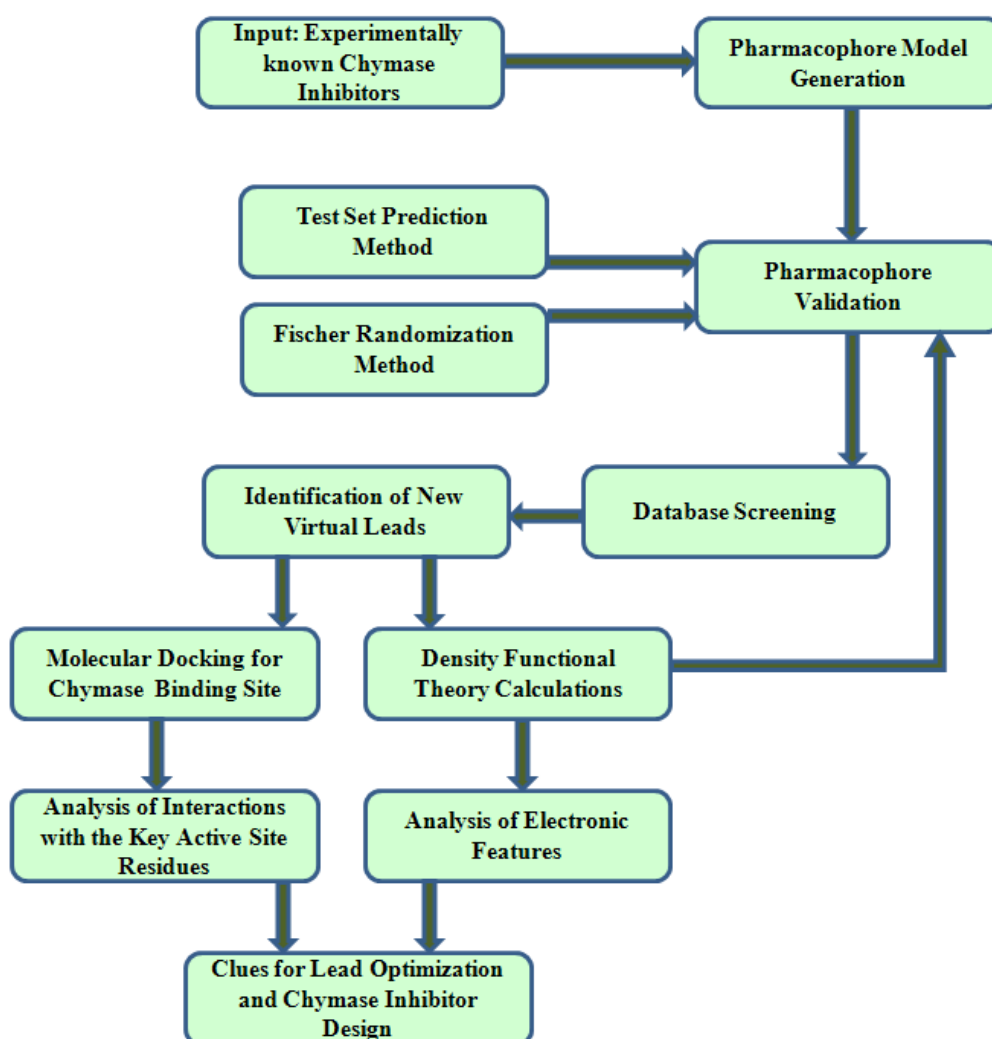 Input: Experimentally
known Chymase
Inhibitors
Pharmacophore Model
Generation
Test Set Prediction
Method
Pharmacophore
Validation
Fischer Randomization
Method
Identification of New
Virtual Leads
Database Screening
Molecular Docking for
Chymase Binding Site
Density Functional
Theory Calculations
Analysis of Interactions
with the Key Active Site
Residues
Analysis of Electronic
Features
Clues for Lead Optimization
and Chymase Inhibitor
Design